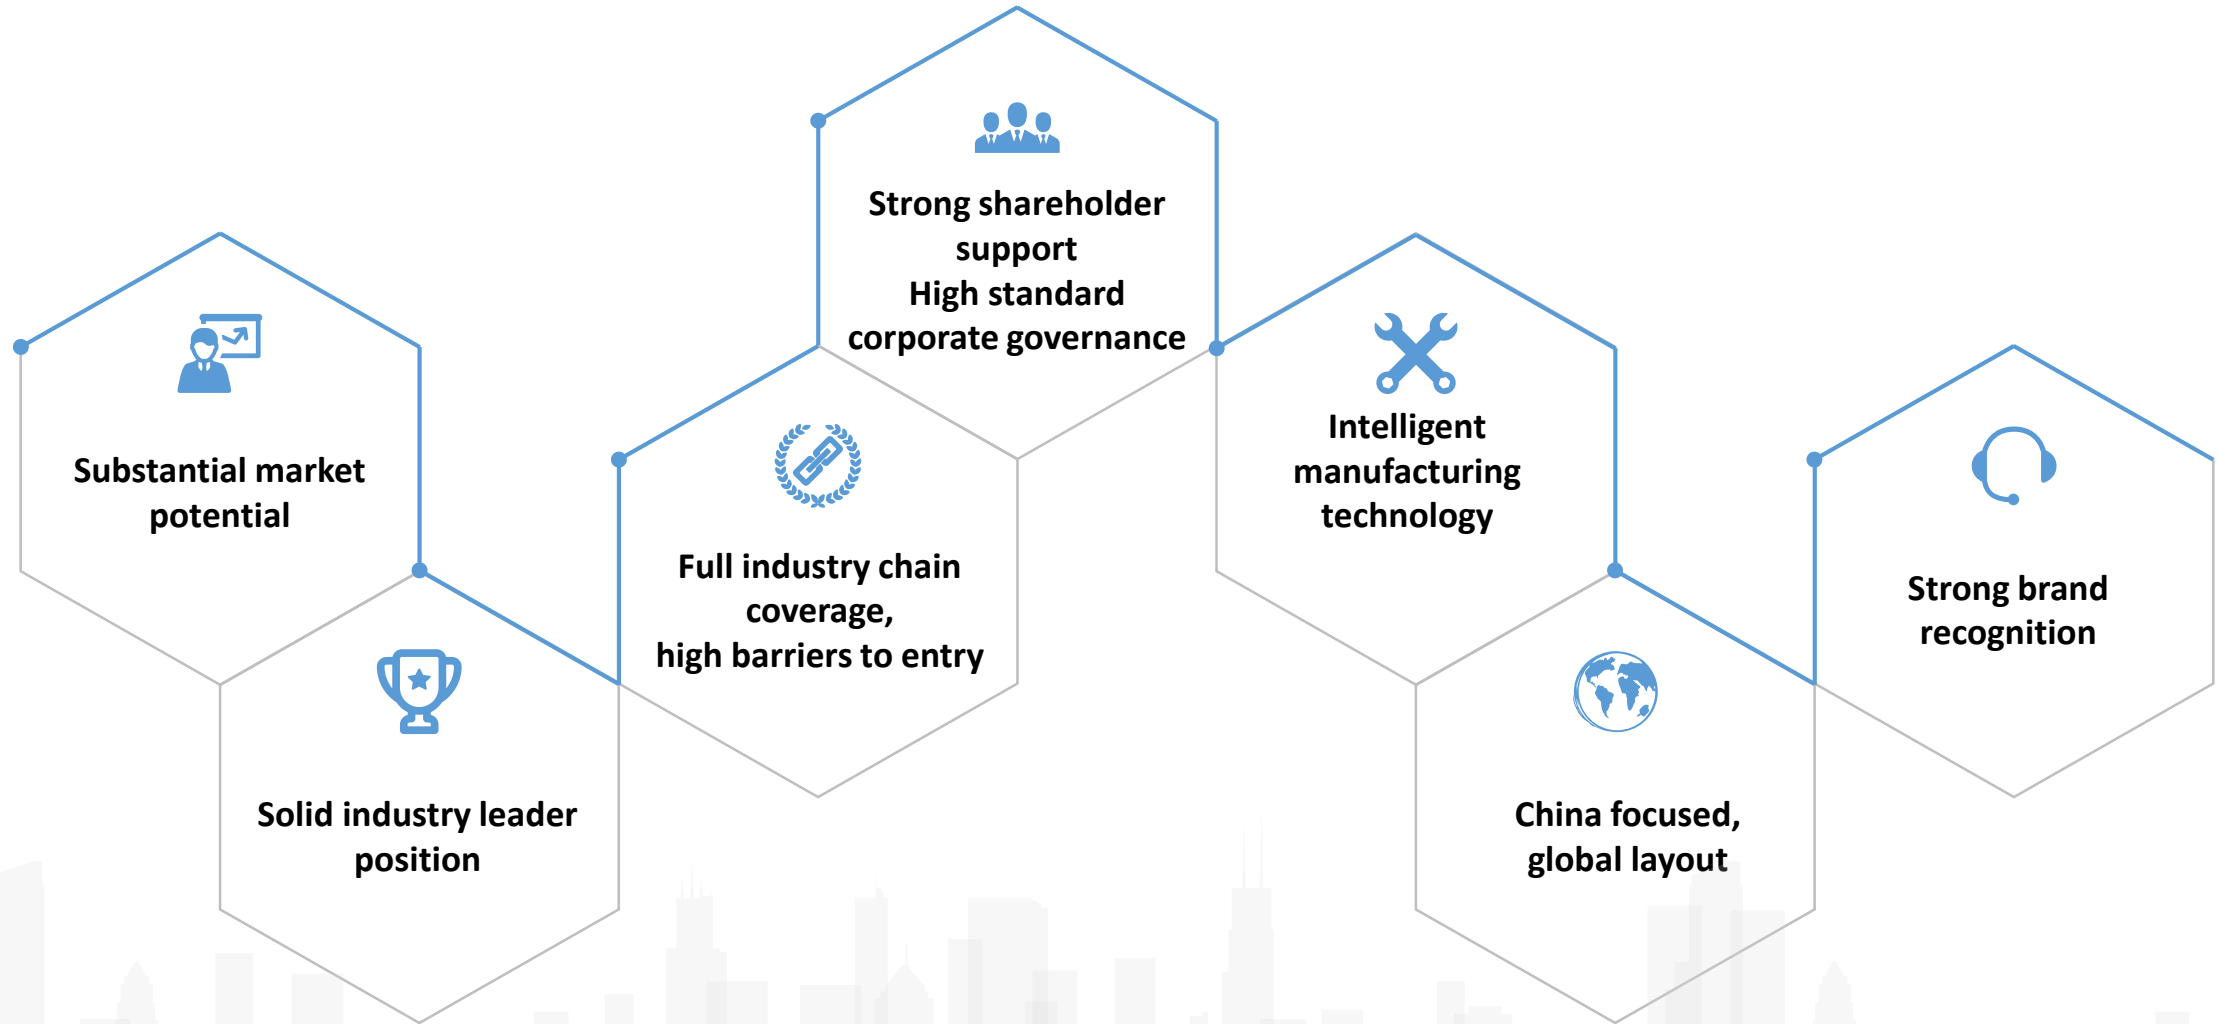 Substantial market
potential
Solid industry leader
position
Full industry chain
coverage,
high barriers to entry
Strong shareholder
support
High standard
corporate governance
Intelligent
manufacturing
technology
China focused,
global layout
Strong brand
recognition